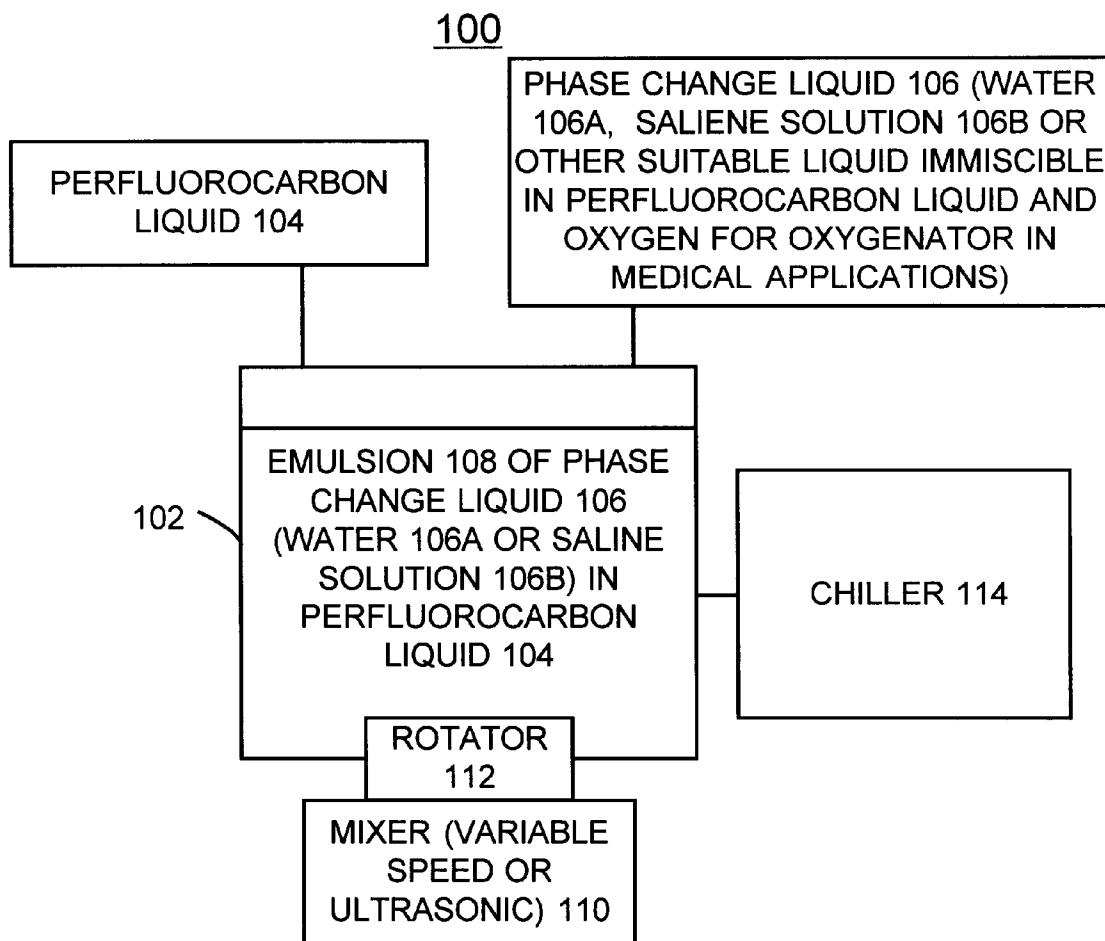 100
PERFLUOROCARBON
LIQUID 104
PHASE CHANGE LIQUID 106 (WATER
106A, SALIENE SOLUTION 106B OR
OTHER SUITABLE LIQUID IMMISCIBLE
IN PERFLUOROCARBON LIQUID AND
OXYGEN FOR OXYGENATOR IN
MEDICAL APPLICATIONS)
102
EMULSION 108 OF PHASE
CHANGE LIQUID 106
(WATER 106A OR SALINE
SOLUTION 106B) IN
PERFLUOROCARBON
LIQUID 104
CHILLER 114
ROTATOR
112
MIXER (VARIABLE
SPEED OR
ULTRASONIC) 110